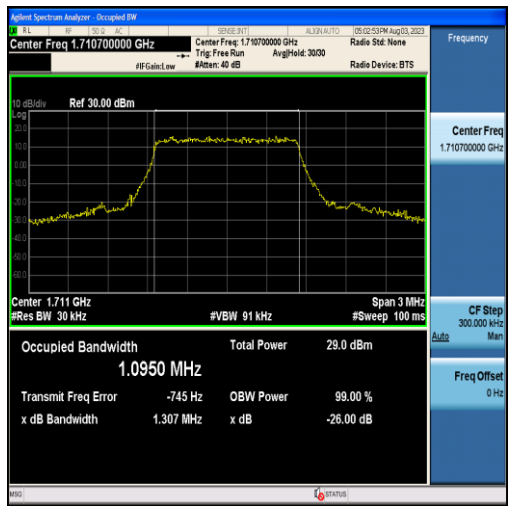 Agilent Spectrum Analyzer - Occupied BW
RL RF 50 Ω AC SENSE:INT ALIGN AUTO 05:02:53 PM Aug 03, 2023
Center Freq 1.710700000 GHz
Center Freq: 1.710700000 GHz
Radio Std: None
Trig: Free Run Avg|Hold: 30/30
#IFGain:Low #Atten: 40 dB Radio Device: BTS
10 dB/div Ref 30.00 dBm
Log
20.0
10.0
0.00
-10.0
-20.0
-30.0
-40.0
-50.0
-60.0
Center 1.711 GHz Span 3 MHz
#Res BW 30 kHz #VBW 91 kHz #Sweep 100 ms
Occupied Bandwidth Total Power 29.0 dBm
1.0950 MHz
Transmit Freq Error -745 Hz OBW Power 99.00 %
x dB Bandwidth 1.307 MHz x dB -26.00 dB
Frequency
Center Freq
1.710700000 GHz
CF Step
300.000 kHz
Auto Man
Freq Offset
0 Hz
MSG STATUS